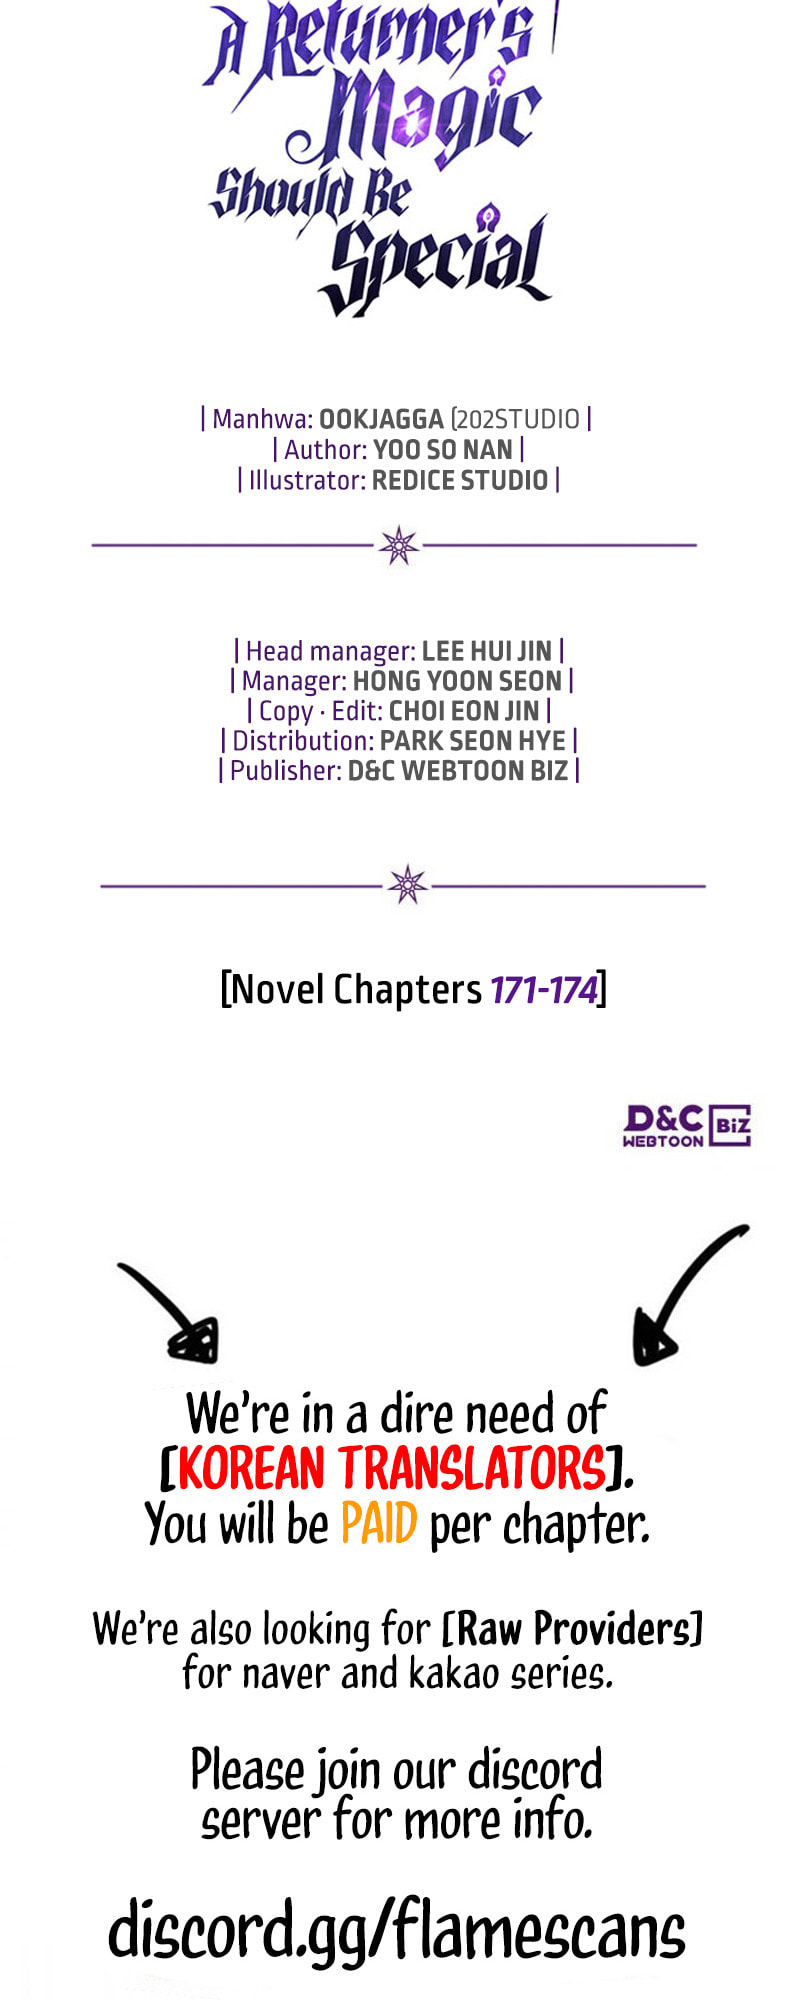 A Returner's
Magic
Should Be
Special
| Manhwa: OOKJAGGA (202STUDIO |
| Author: YOO SO NAN |
| Illustrator: REDICE STUDIO |
| Head manager: LEE HUI JIN |
| Manager: HONG YOON SEON |
| Copy · Edit: CHOI EON JIN |
| Distribution: PARK SEON HYE |
| Publisher: D&C WEBTOON BIZ |
[Novel Chapters 171-174]
D&C BiZ
WEBTOON
We're in a dire need of
[KOREAN TRANSLATORS].
You will be PAID per chapter.
We're also looking for [Raw Providers]
for naver and kakao series.
Please join our discord
server for more info.
discord.gg/flamescans